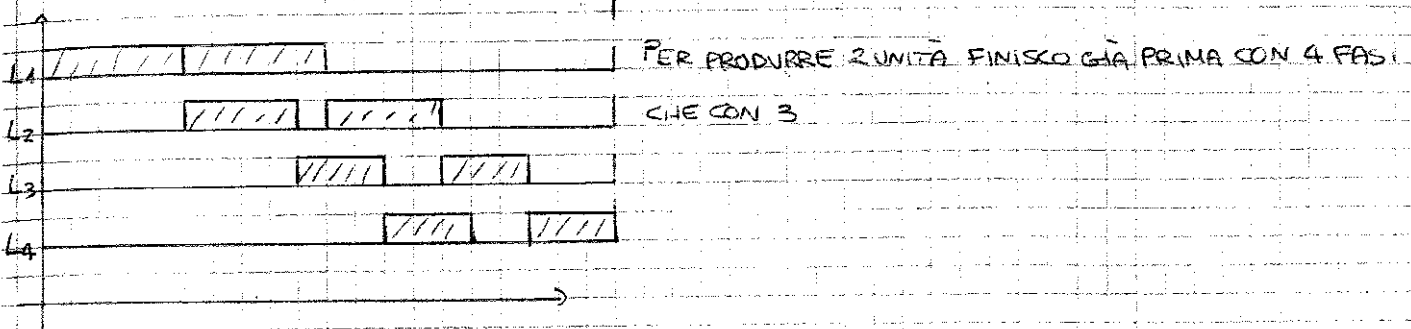 L1 PER PRODURRE 2 UNITÀ FINISCO GIÀ PRIMA CON 4 FASI
L2 CHE CON 3
L3
L4